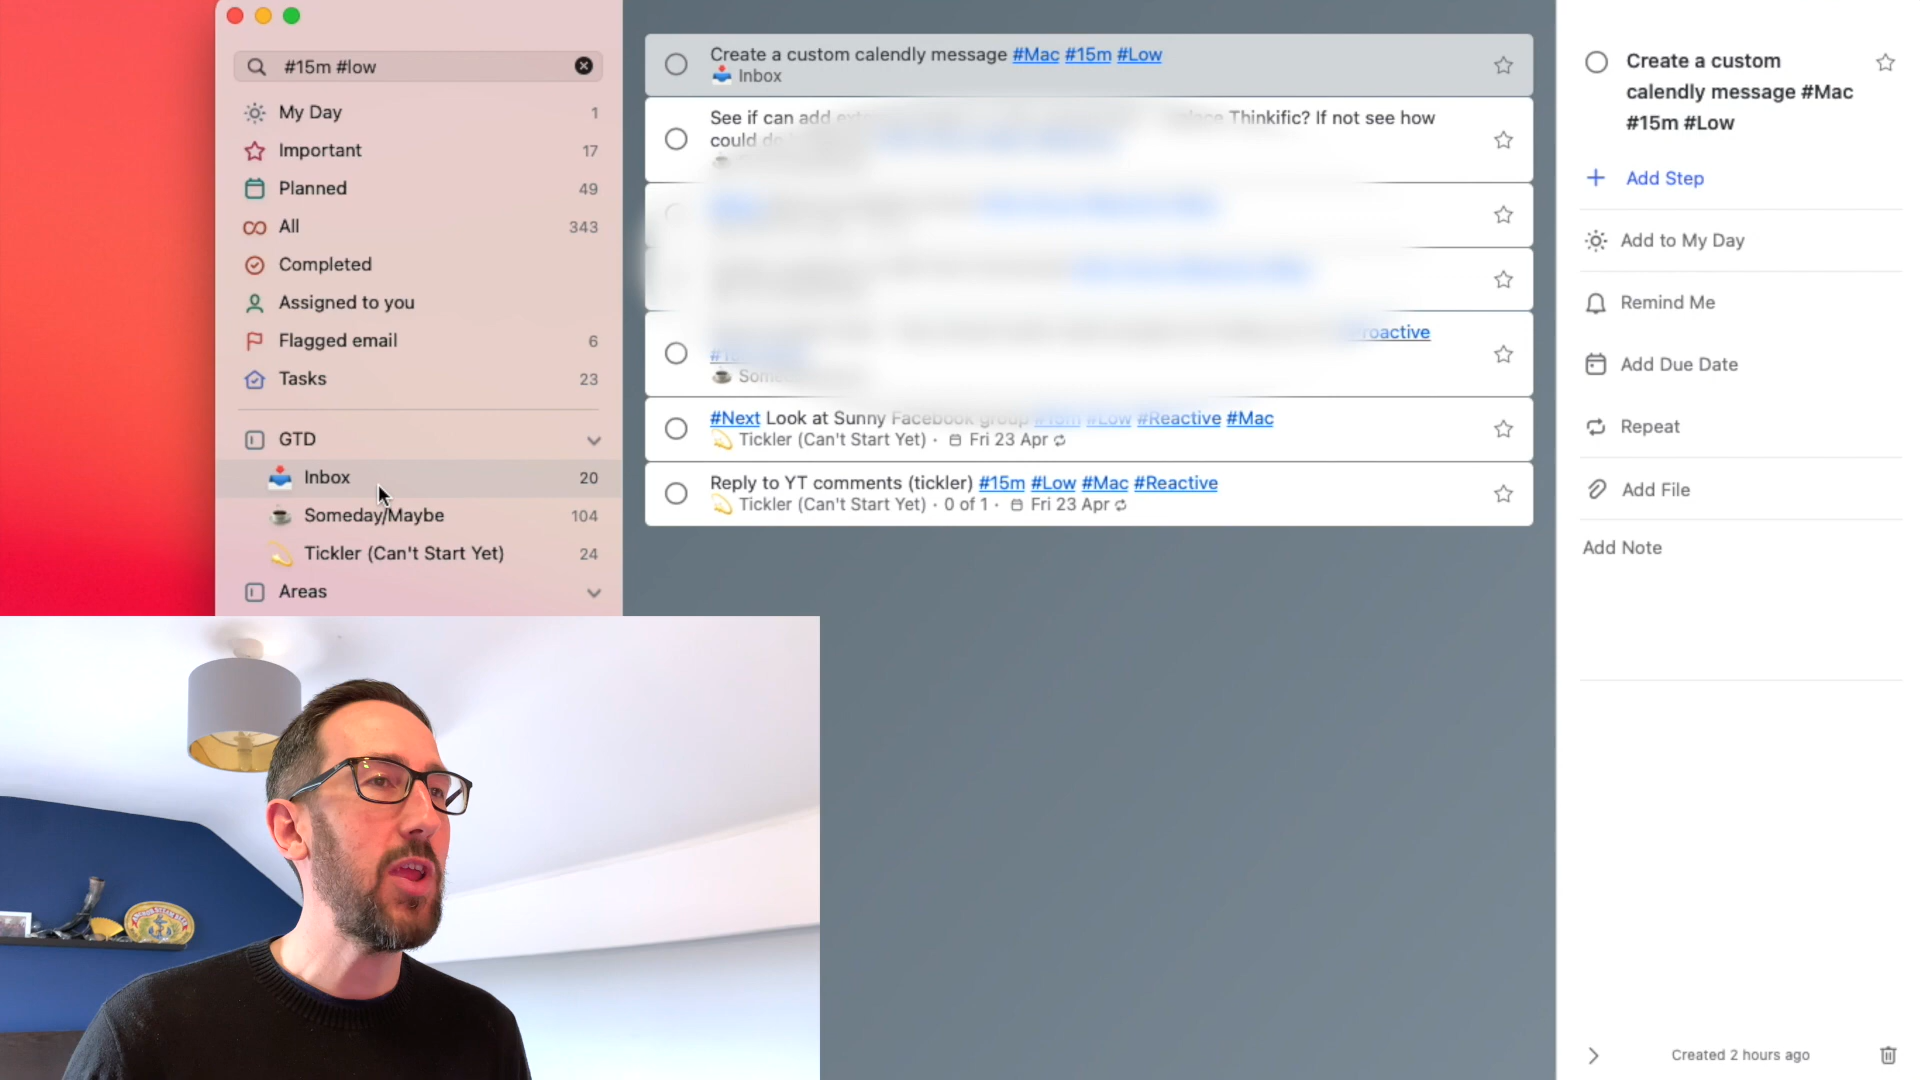 #15m #low
My Day 1
Important 17
Planned 49
All 343
Completed
Assigned to you
Flagged email 6
Tasks 23
GTD
Inbox 20
Someday/Maybe 104
Tickler (Can't Start Yet) 24
Areas
Create a custom calendly message #Mac #15m #Low
Inbox
See if can add Thinkific? If not see how
could
#Next Look at Sunny Facebook group #15m #Low #Reactive #Mac
Tickler (Can't Start Yet) · Fri 23 Apr
Reply to YT comments (tickler) #15m #Low #Mac #Reactive
Tickler (Can't Start Yet) · 0 of 1 · Fri 23 Apr
Create a custom
calendly message #Mac
#15m #Low
Add Step
Add to My Day
Remind Me
Add Due Date
Repeat
Add File
Add Note
Created 2 hours ago